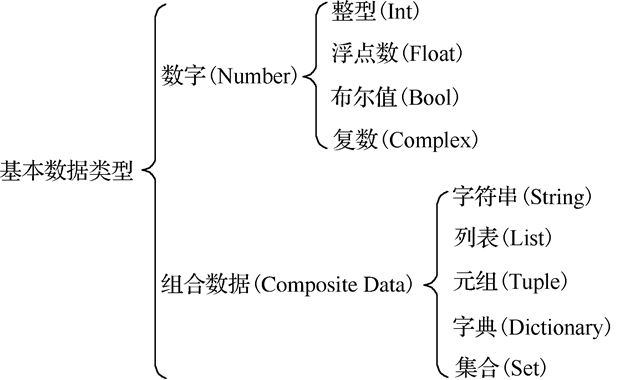 基本数据类型
数字(Number)
整型(Int)
浮点数(Float)
布尔值(Bool)
复数(Complex)
组合数据(Composite Data)
字符串(String)
列表(List)
元组(Tuple)
字典(Dictionary)
集合(Set)